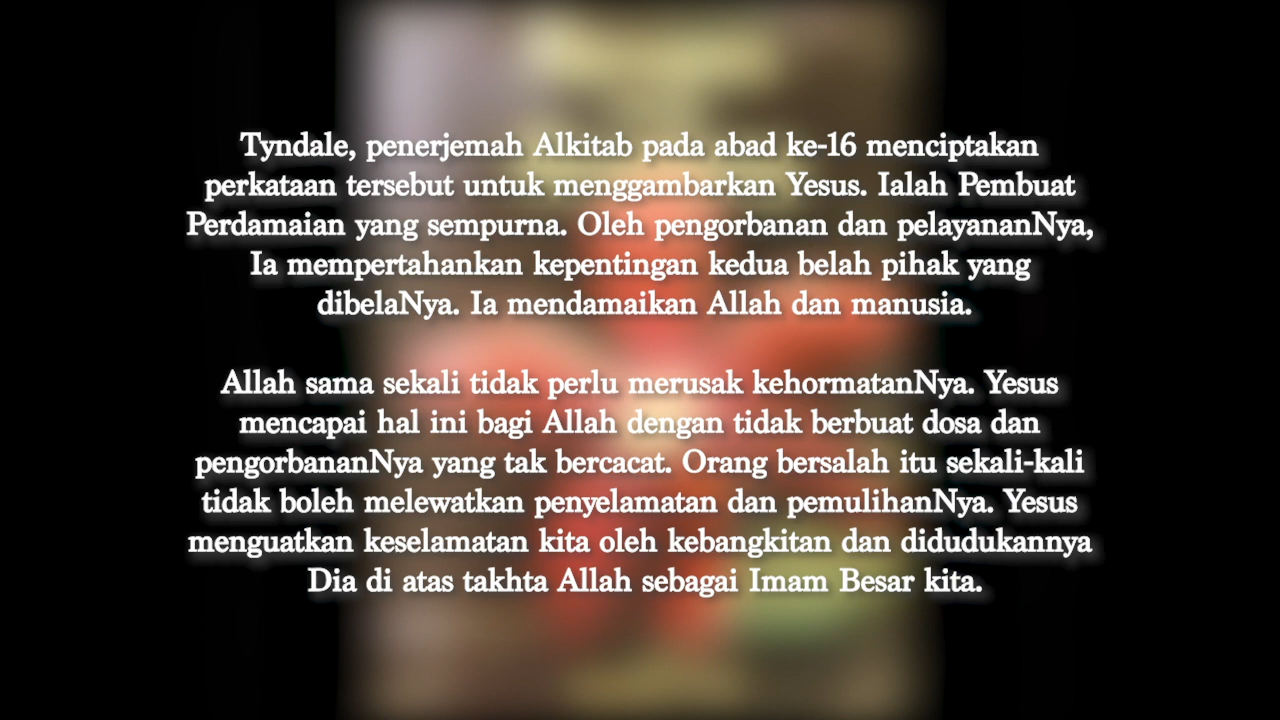 Tyndale, penerjemah Alkitab pada abad ke-16 menciptakan
perkataan tersebut untuk menggambarkan Yesus. Ialah Pembuat
Perdamaian yang sempurna. Oleh pengorbanan dan pelayananNya,
Ia mempertahankan kepentingan kedua belah pihak yang
dibelaNya. Ia mendamaikan Allah dan manusia.
Allah sama sekali tidak perlu merusak kehormatanNya. Yesus
mencapai hal ini bagi Allah dengan tidak berbuat dosa dan
pengorbananNya yang tak bercacat. Orang bersalah itu sekali-kali
tidak boleh melewatkan penyelamatan dan pemulihanNya. Yesus
menguatkan keselamatan kita oleh kebangkitan dan didudukannya
Dia di atas takhta Allah sebagai Imam Besar kita.